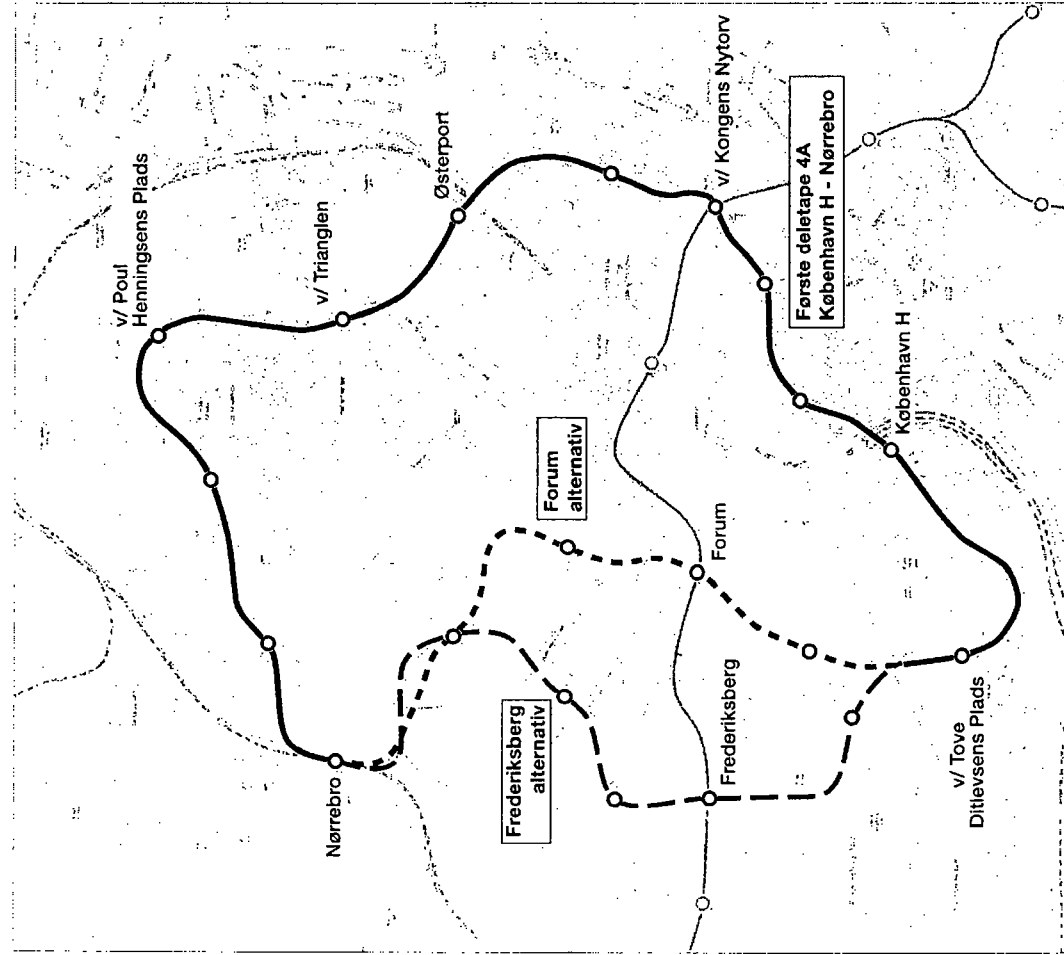 v/ Poul
Henningsens Plads
v/ Trianglen
Østerport
v/ Kongens Nytorv
Første deletape 4A
København H - Nørrebro
København H
Forum
alternativ
Forum
Nørrebro
Frederiksberg
alternativ
Frederiksberg
v/ Tove
Ditlevsens Plads